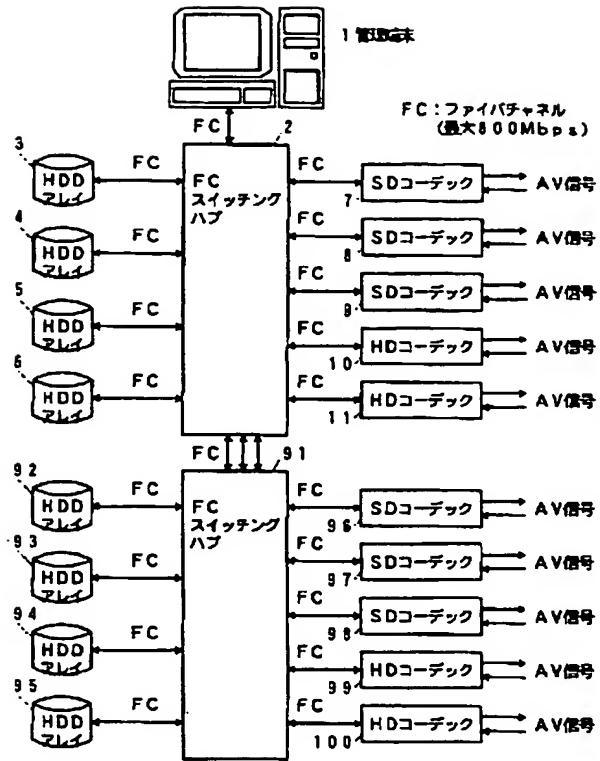 1 管理端末
FC
2
FC:ファイバチャネル
(最大800Mbps)
3
HDD
アレイ
FC
FC
スイッチング
ハブ
FC
7
SDコーデック
AV信号
4
HDD
アレイ
FC
FC
8
SDコーデック
AV信号
5
HDD
アレイ
FC
FC
9
SDコーデック
AV信号
6
HDD
アレイ
FC
FC
10
HDコーデック
AV信号
FC
11
HDコーデック
AV信号
FC
91
92
HDD
アレイ
FC
FC
スイッチング
ハブ
FC
96
SDコーデック
AV信号
93
HDD
アレイ
FC
FC
97
SDコーデック
AV信号
94
HDD
アレイ
FC
FC
98
SDコーデック
AV信号
95
HDD
アレイ
FC
FC
99
HDコーデック
AV信号
FC
100
HDコーデック
AV信号